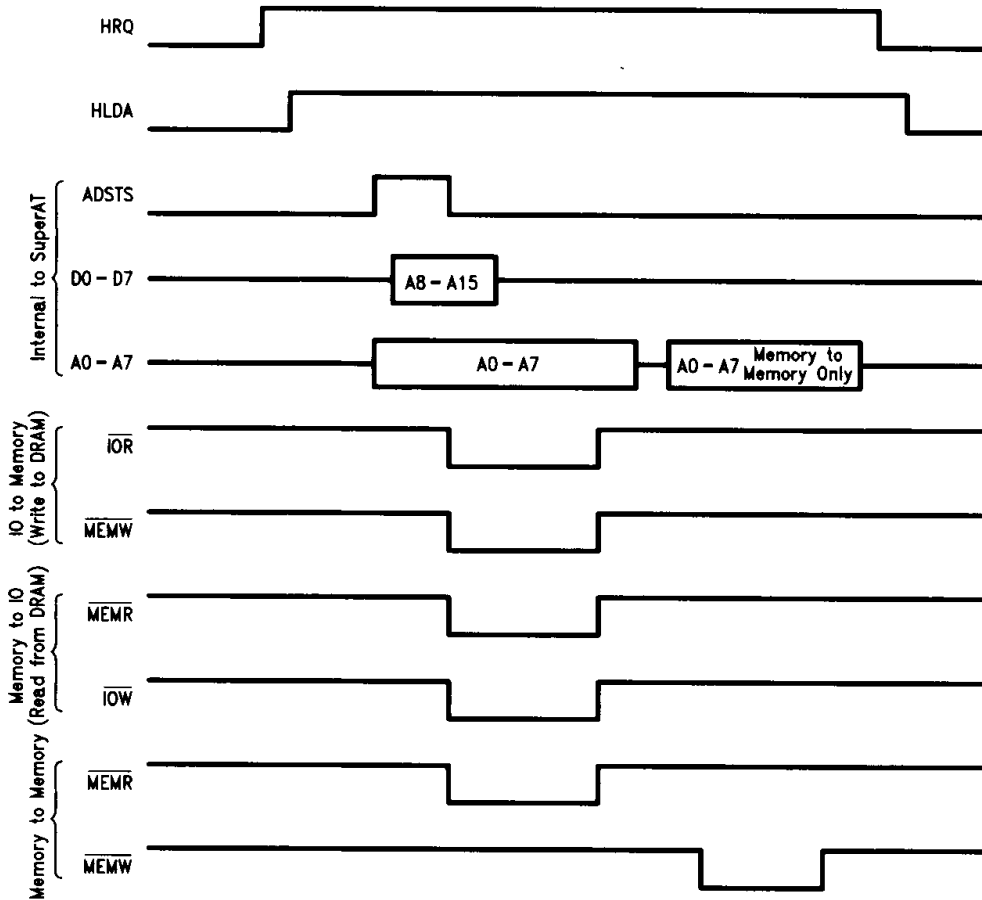 HRQ
HLDA
Internal to SuperAT
ADSTS
D0 – D7
A8 – A15
A0 – A7
A0 – A7
A0 – A7 Memory to Memory Only
IO to Memory
(Write to DRAM)
IOR
MEMW
Memory to IO
(Read from DRAM)
MEMR
IOW
Memory to Memory
MEMR
MEMW